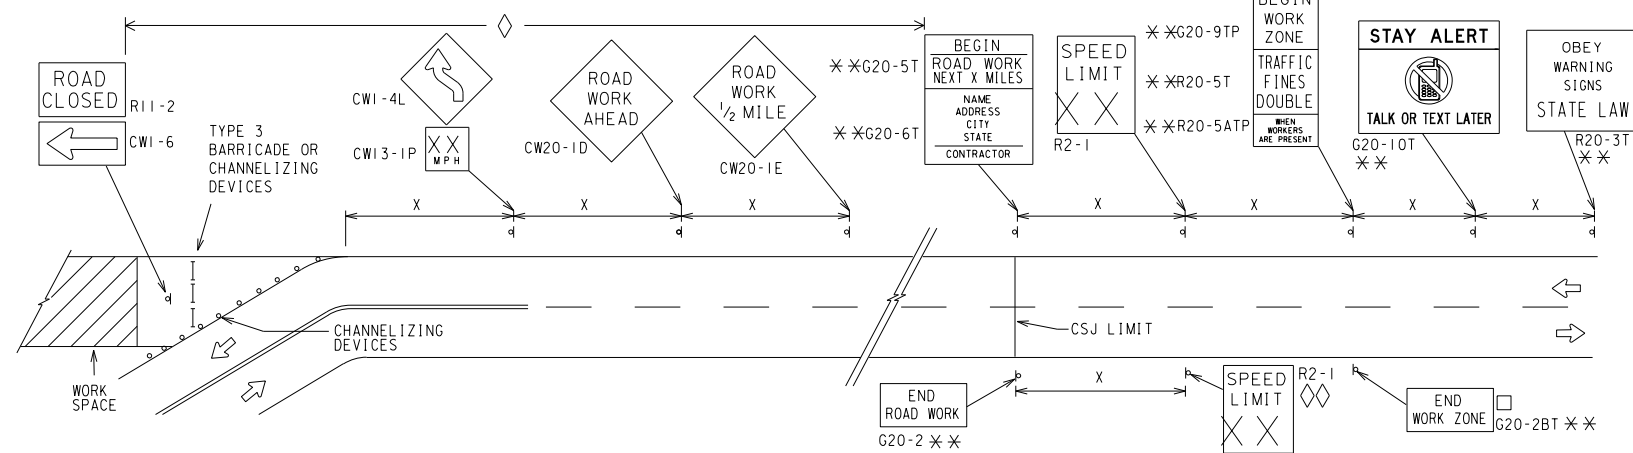 ROAD
CLOSED
R11-2
CW1-6
TYPE 3
BARRICADE OR
CHANNELIZING
DEVICES
CW1-4L
CW13-1P
XX
MPH
ROAD
WORK
AHEAD
CW20-1D
ROAD
WORK
1/2 MILE
CW20-1E
**G20-5T
BEGIN
ROAD WORK
NEXT X MILES
**G20-6T
NAME
ADDRESS
CITY
STATE
CONTRACTOR
SPEED
LIMIT
XX
R2-1
**G20-9TP
BEGIN
WORK
ZONE
**R20-5T
TRAFFIC
FINES
DOUBLE
**R20-5ATP
WHEN
WORKERS
ARE PRESENT
STAY ALERT
TALK OR TEXT LATER
G20-10T
**
OBEY
WARNING
SIGNS
STATE LAW
R20-3T
**
X
X
X
X
X
X
X
CHANNELIZING
DEVICES
WORK
SPACE
CSJ LIMIT
X
END
ROAD WORK
G20-2 **
SPEED
LIMIT
XX
R2-1
END
WORK ZONE
G20-2BT **